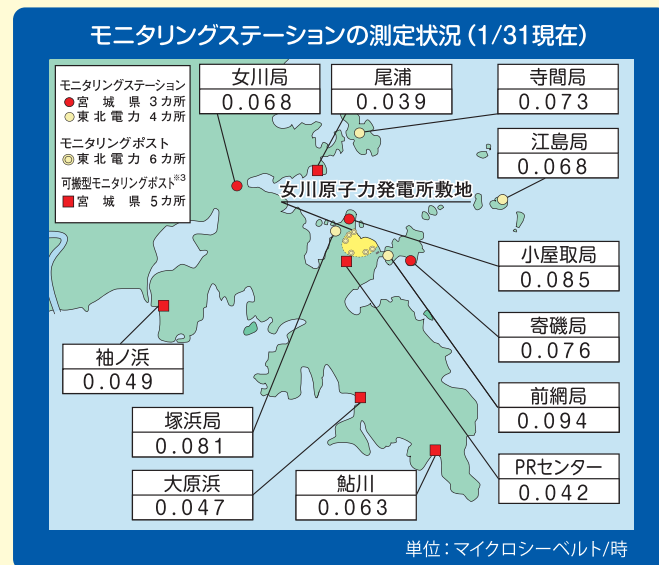 モニタリングステーションの測定状況(1/31現在)
モニタリングステーション
宮城県 3カ所
東北電力 4カ所
モニタリングポスト
東北電力 6カ所
可搬型モニタリングポスト※3
宮城県 5カ所
女川局
0.068
尾浦
0.039
寺間局
0.073
江島局
0.068
女川原子力発電所敷地
小屋取局
0.085
寄磯局
0.076
袖ノ浜
0.049
前網局
0.094
塚浜局
0.081
PRセンター
0.042
大原浜
0.047
鮎川
0.063
単位:マイクロシーベルト/時